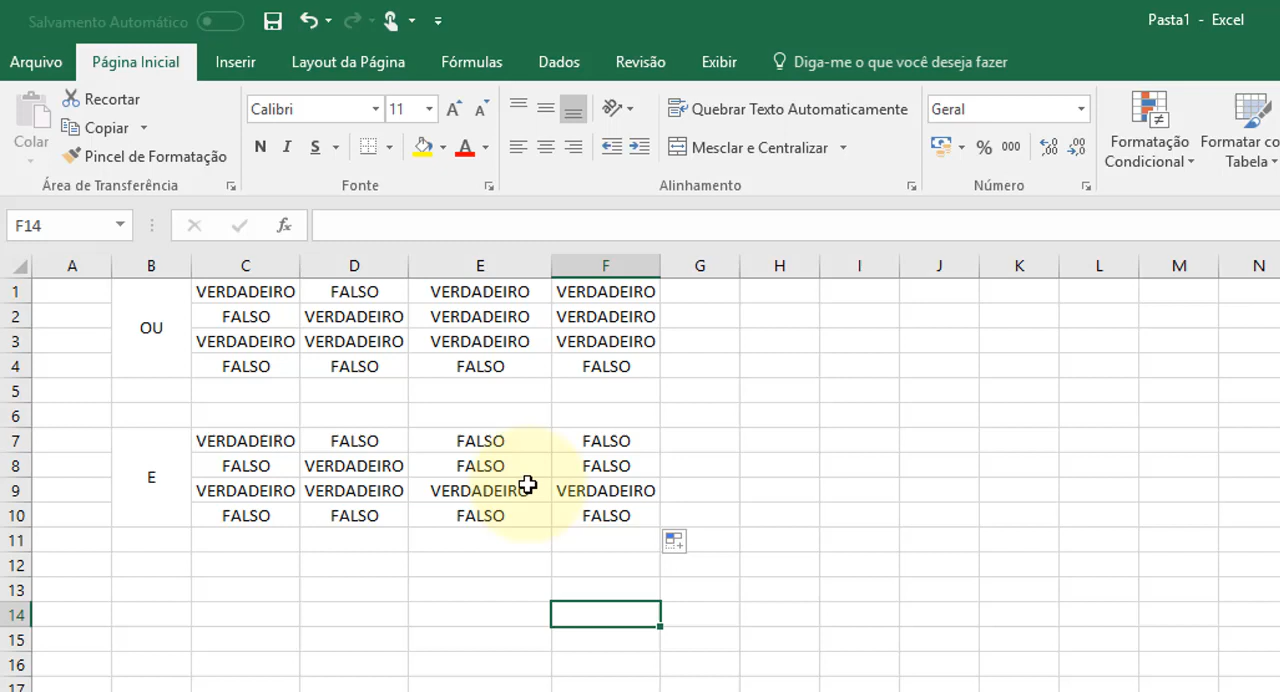 Salvamento Automático
Pasta1 - Excel
Arquivo Página Inicial Inserir Layout da Página Fórmulas Dados Revisão Exibir Diga-me o que você deseja fazer
Colar
Recortar
Copiar
Pincel de Formatação
Área de Transferência
Calibri 11
N I S
Fonte
Quebrar Texto Automaticamente
Mesclar e Centralizar
Alinhamento
Geral
% 000
Número
Formatação Condicional
Formatar co
Tabela
F14 fx
A B C D E F G H I J K L M N
1 VERDADEIRO FALSO VERDADEIRO VERDADEIRO
2 FALSO VERDADEIRO VERDADEIRO VERDADEIRO
OU
3 VERDADEIRO VERDADEIRO VERDADEIRO VERDADEIRO
4 FALSO FALSO FALSO FALSO
5
6
7 VERDADEIRO FALSO FALSO FALSO
8 FALSO VERDADEIRO FALSO FALSO
E
9 VERDADEIRO VERDADEIRO VERDADEIRO VERDADEIRO
10 FALSO FALSO FALSO FALSO
11
12
13
14
15
16
17